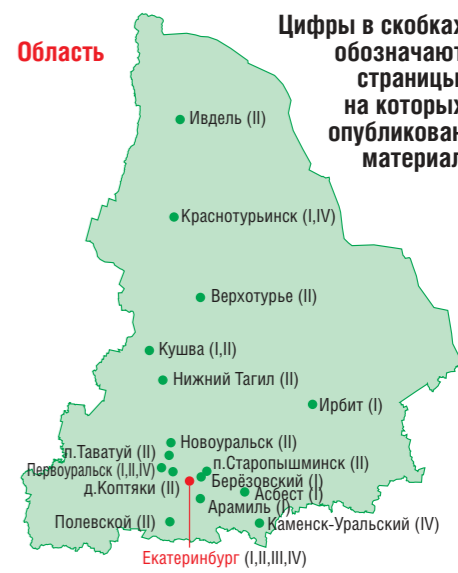 Область
Цифры в скобках
обозначают
страницы,
на которых
опубликован
материал
Ивдель (II)
Краснотурьинск (I,IV)
Верхотурье (II)
Кушва (I,II)
Нижний Тагил (II)
Ирбит (I)
Новоуральск (II)
п.Таватуй (II)
п.Старопышминск (II)
Первоуральск (I,II,IV)
Берёзовский (I)
д.Коптяки (II)
Асбест (I)
Арамиль (I)
Полевской (II)
Каменск-Уральский (IV)
Екатеринбург (I,II,III,IV)